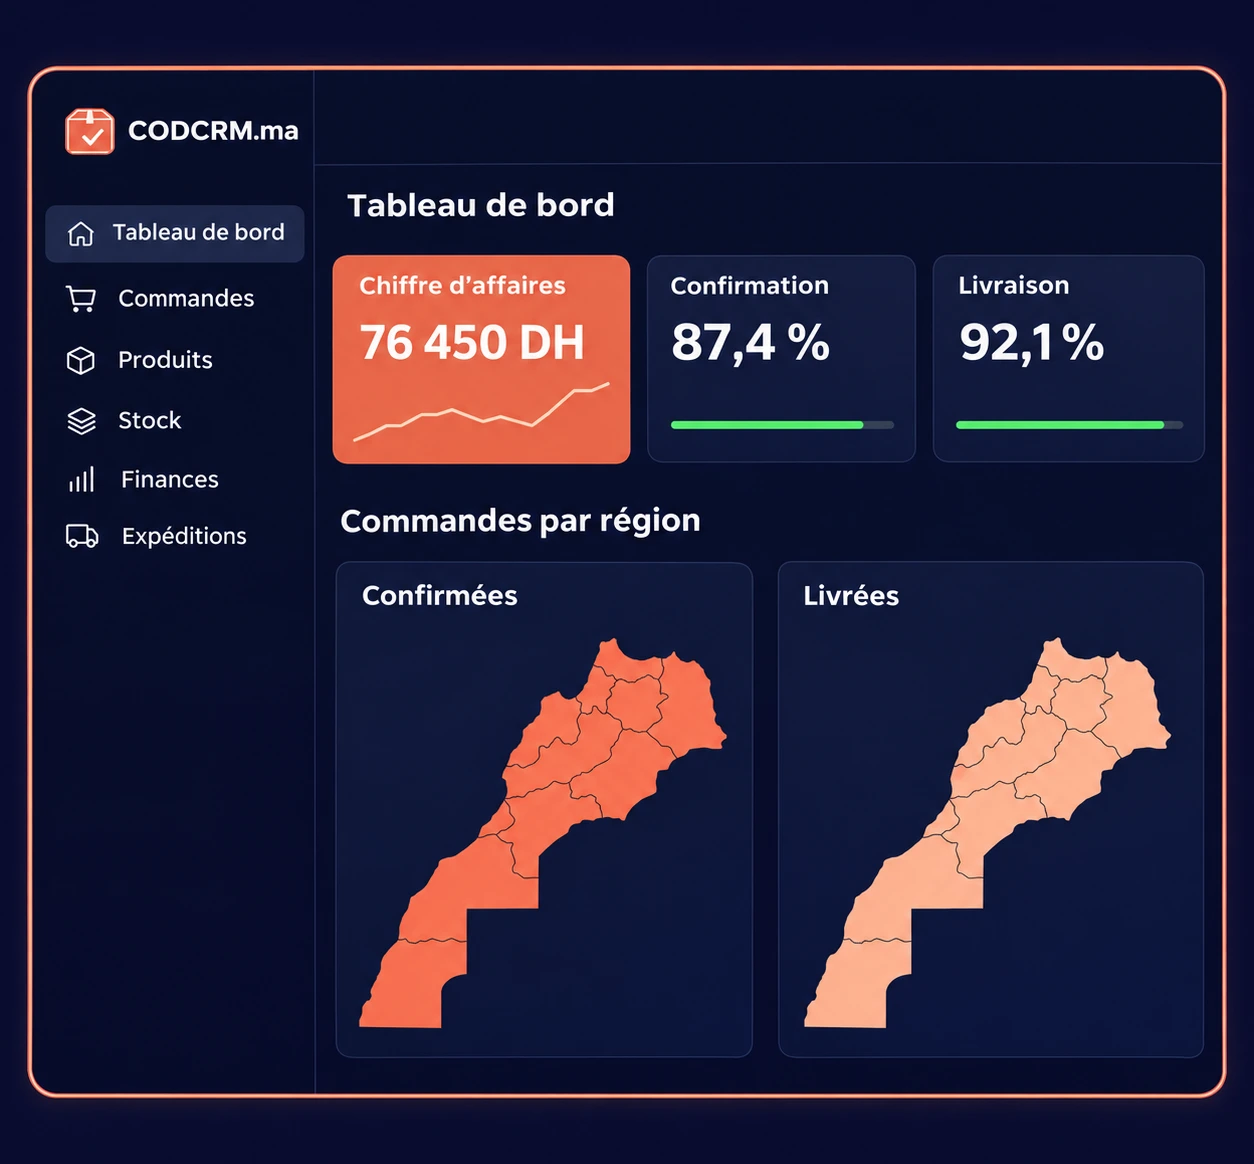 CODCRM.ma
Tableau de bord
Commandes
Produits
Stock
Finances
Expéditions
Tableau de bord
Chiffre d’affaires
76 450 DH
Confirmation
87,4 %
Livraison
92,1 %
Commandes par région
Confirmées
Livrées